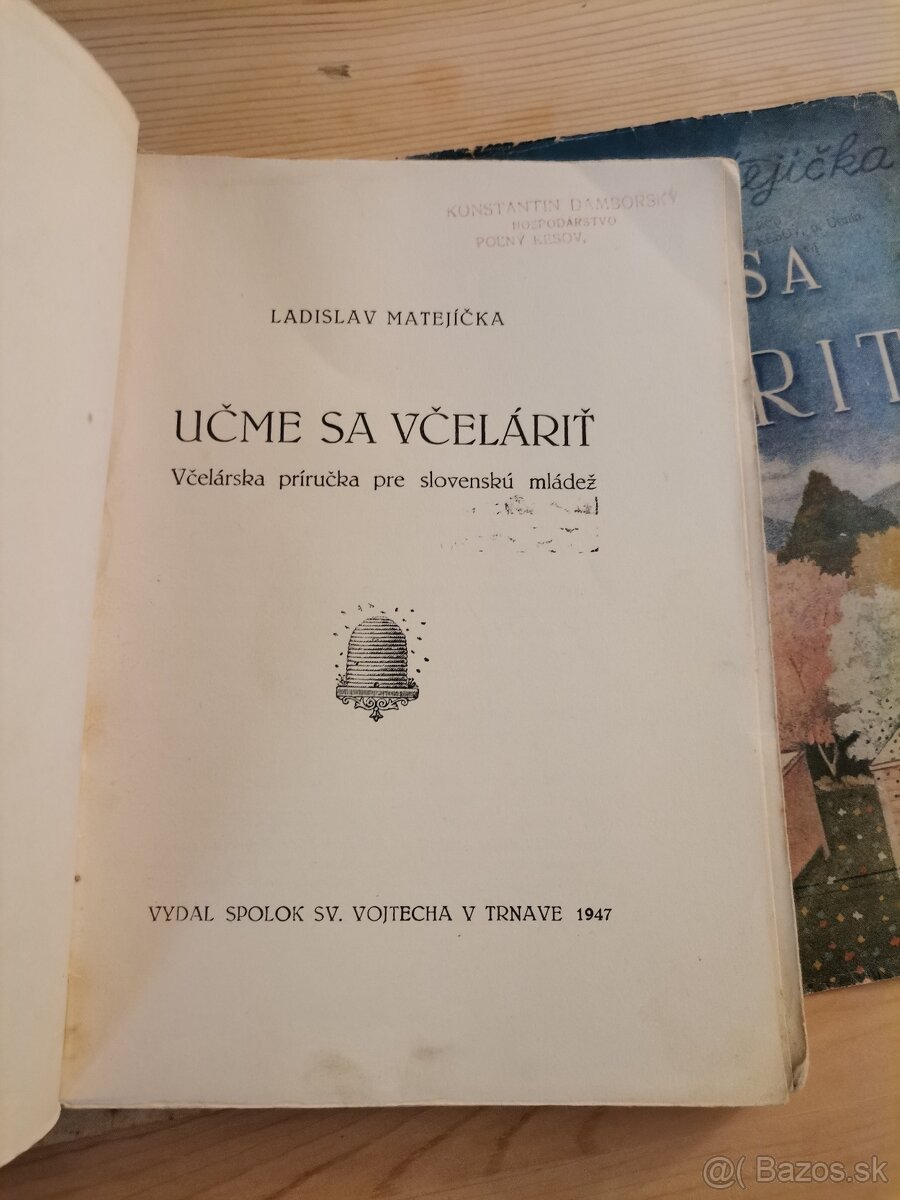 KONSTANTIN DAMBORSKÝ
HOSPODÁRSTVO
POĽNÝ KESOV,
LADISLAV MATEJÍČKA
UČME SA VČELÁRIŤ
Včelárska príručka pre slovenskú mládež
VYDAL SPOLOK SV. VOJTECHA V TRNAVE 1947
ejíčka
SA
RIT
@( Bazos.sk